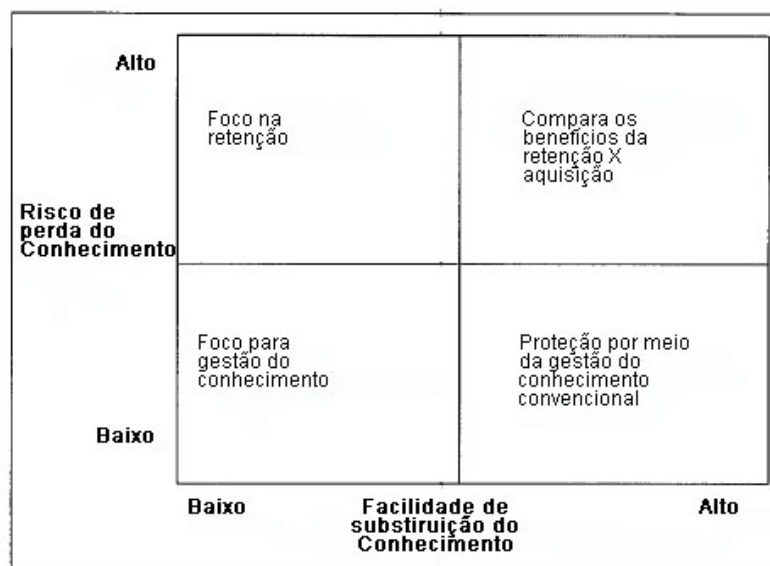 Alto
Foco na
retenção
Compara os
benefícios da
retenção X
aquisição
Risco de
perda do
Conhecimento
Foco para
gestão do
conhecimento
Proteção por meio
da gestão do
conhecimento
convencional
Baixo
Baixo
Facilidade de
substiruição do
Conhecimento
Alto